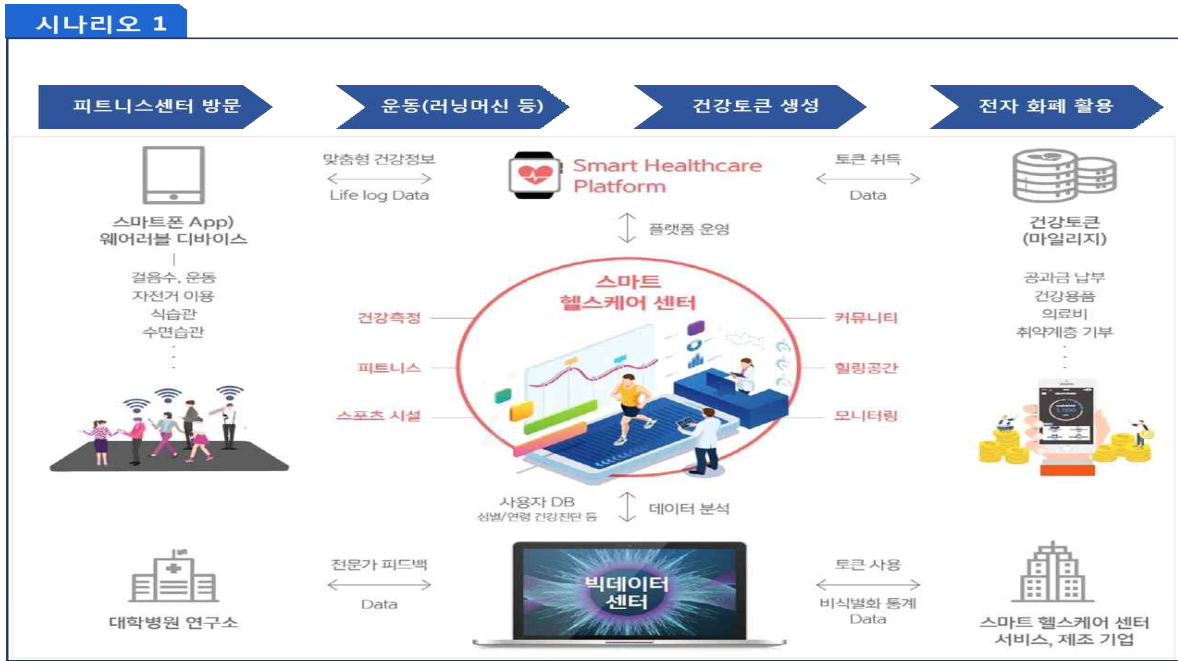 시나리오 1
피트니스센터 방문
운동(러닝머신 등)
건강토큰 생성
전자 화폐 활용
맞춤형 건강정보
Life log Data
Smart Healthcare
Platform
토큰 취득
Data
스마트폰 App)
웨어러블 디바이스
플랫폼 운영
건강토큰
(마일리지)
걸음수, 운동
자전거 이용
식습관
수면습관
스마트
헬스케어 센터
건강측정
피트니스
스포츠 시설
커뮤니티
힐링공간
모니터링
공과금 납부
건강용품
의료비
취약계층 기부
사용자 DB
성별/연령 건강진단 등
데이터 분석
전문가 피드백
Data
빅데이터
센터
토큰 사용
비식별화 통계
Data
대학병원 연구소
스마트 헬스케어 센터
서비스, 제조 기업